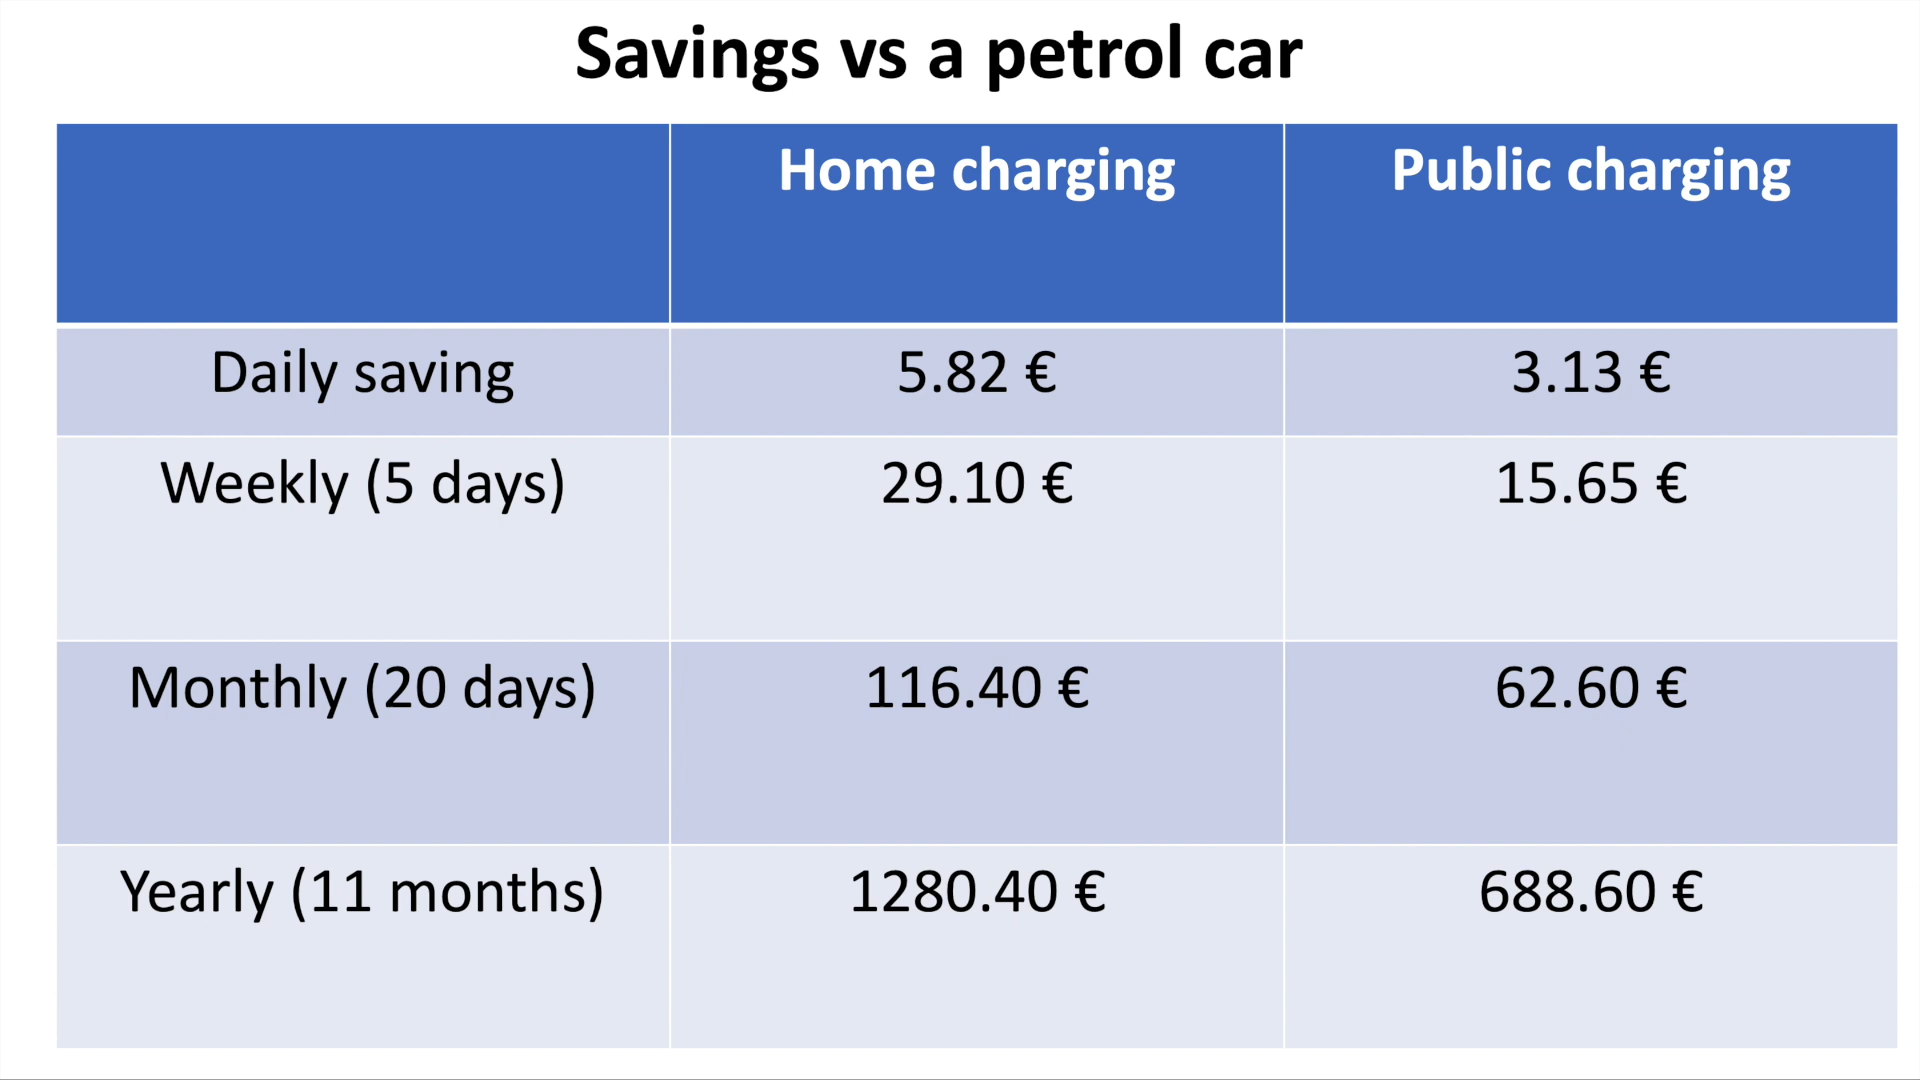 Savings vs a petrol car
Home charging Public charging
Daily saving 5.82 € 3.13 €
Weekly (5 days) 29.10 € 15.65 €
Monthly (20 days) 116.40 € 62.60 €
Yearly (11 months) 1280.40 € 688.60 €